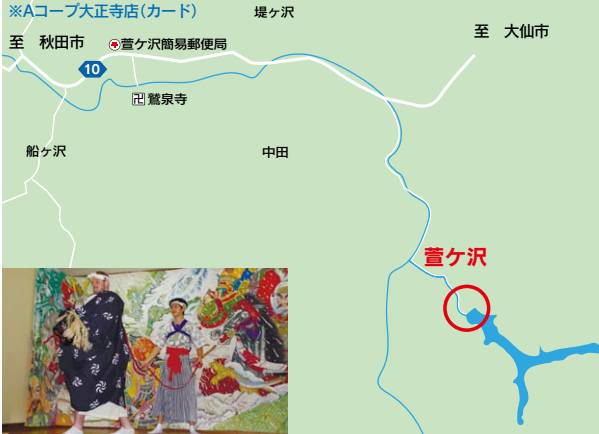 ※Aコープ大正寺店（カード）
堤ヶ沢
至　大仙市
至　秋田市
萱ケ沢簡易郵便局
10
卍鷲泉寺
船ヶ沢
中田
萱ケ沢